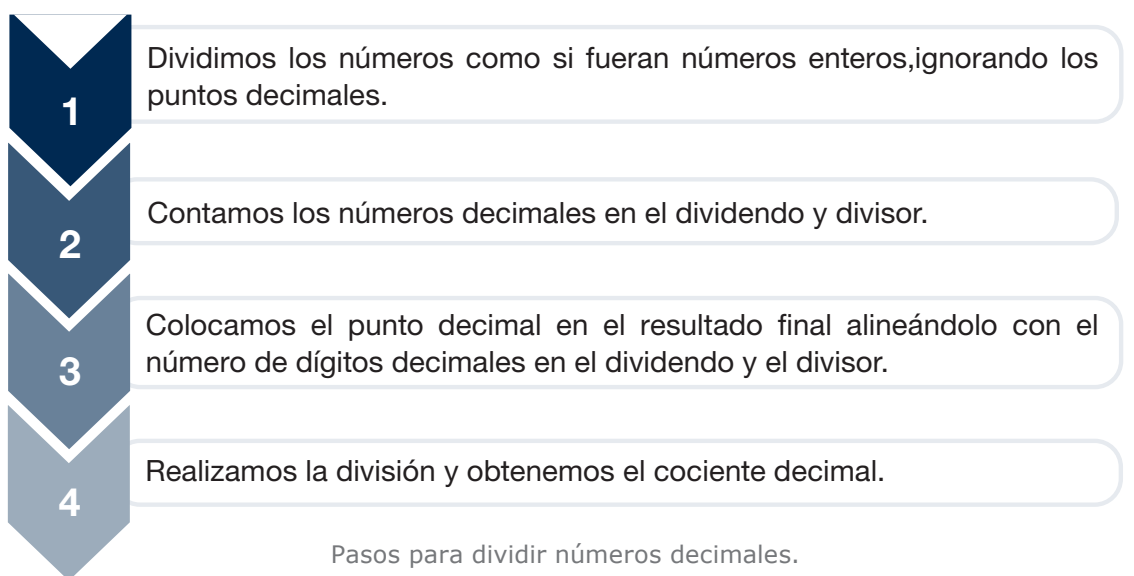 1
Dividimos los números como si fueran números enteros,ignorando los
puntos decimales.
2
Contamos los números decimales en el dividendo y divisor.
3
Colocamos el punto decimal en el resultado final alineándolo con el
número de dígitos decimales en el dividendo y el divisor.
4
Realizamos la división y obtenemos el cociente decimal.
Pasos para dividir números decimales.